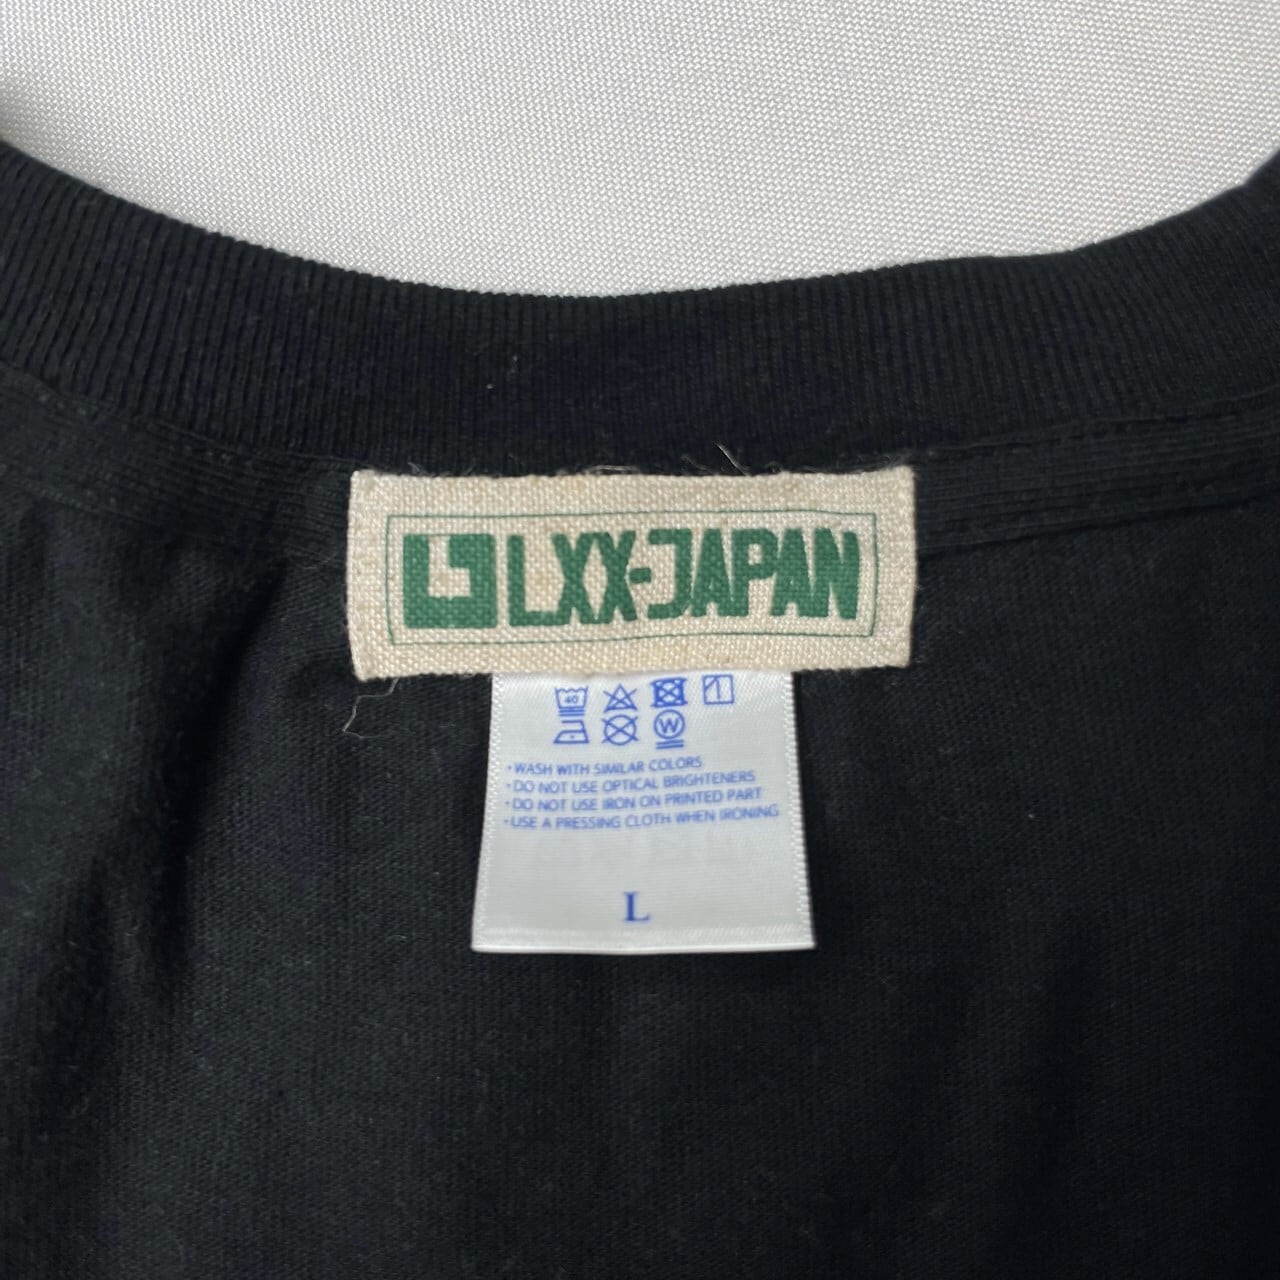 LXX-JAPAN
40
W
・WASH WITH SIMILAR COLORS
・DO NOT USE OPTICAL BRIGHTENERS
・DO NOT USE IRON ON PRINTED PART
・USE A PRESSING CLOTH WHEN IRONING
L